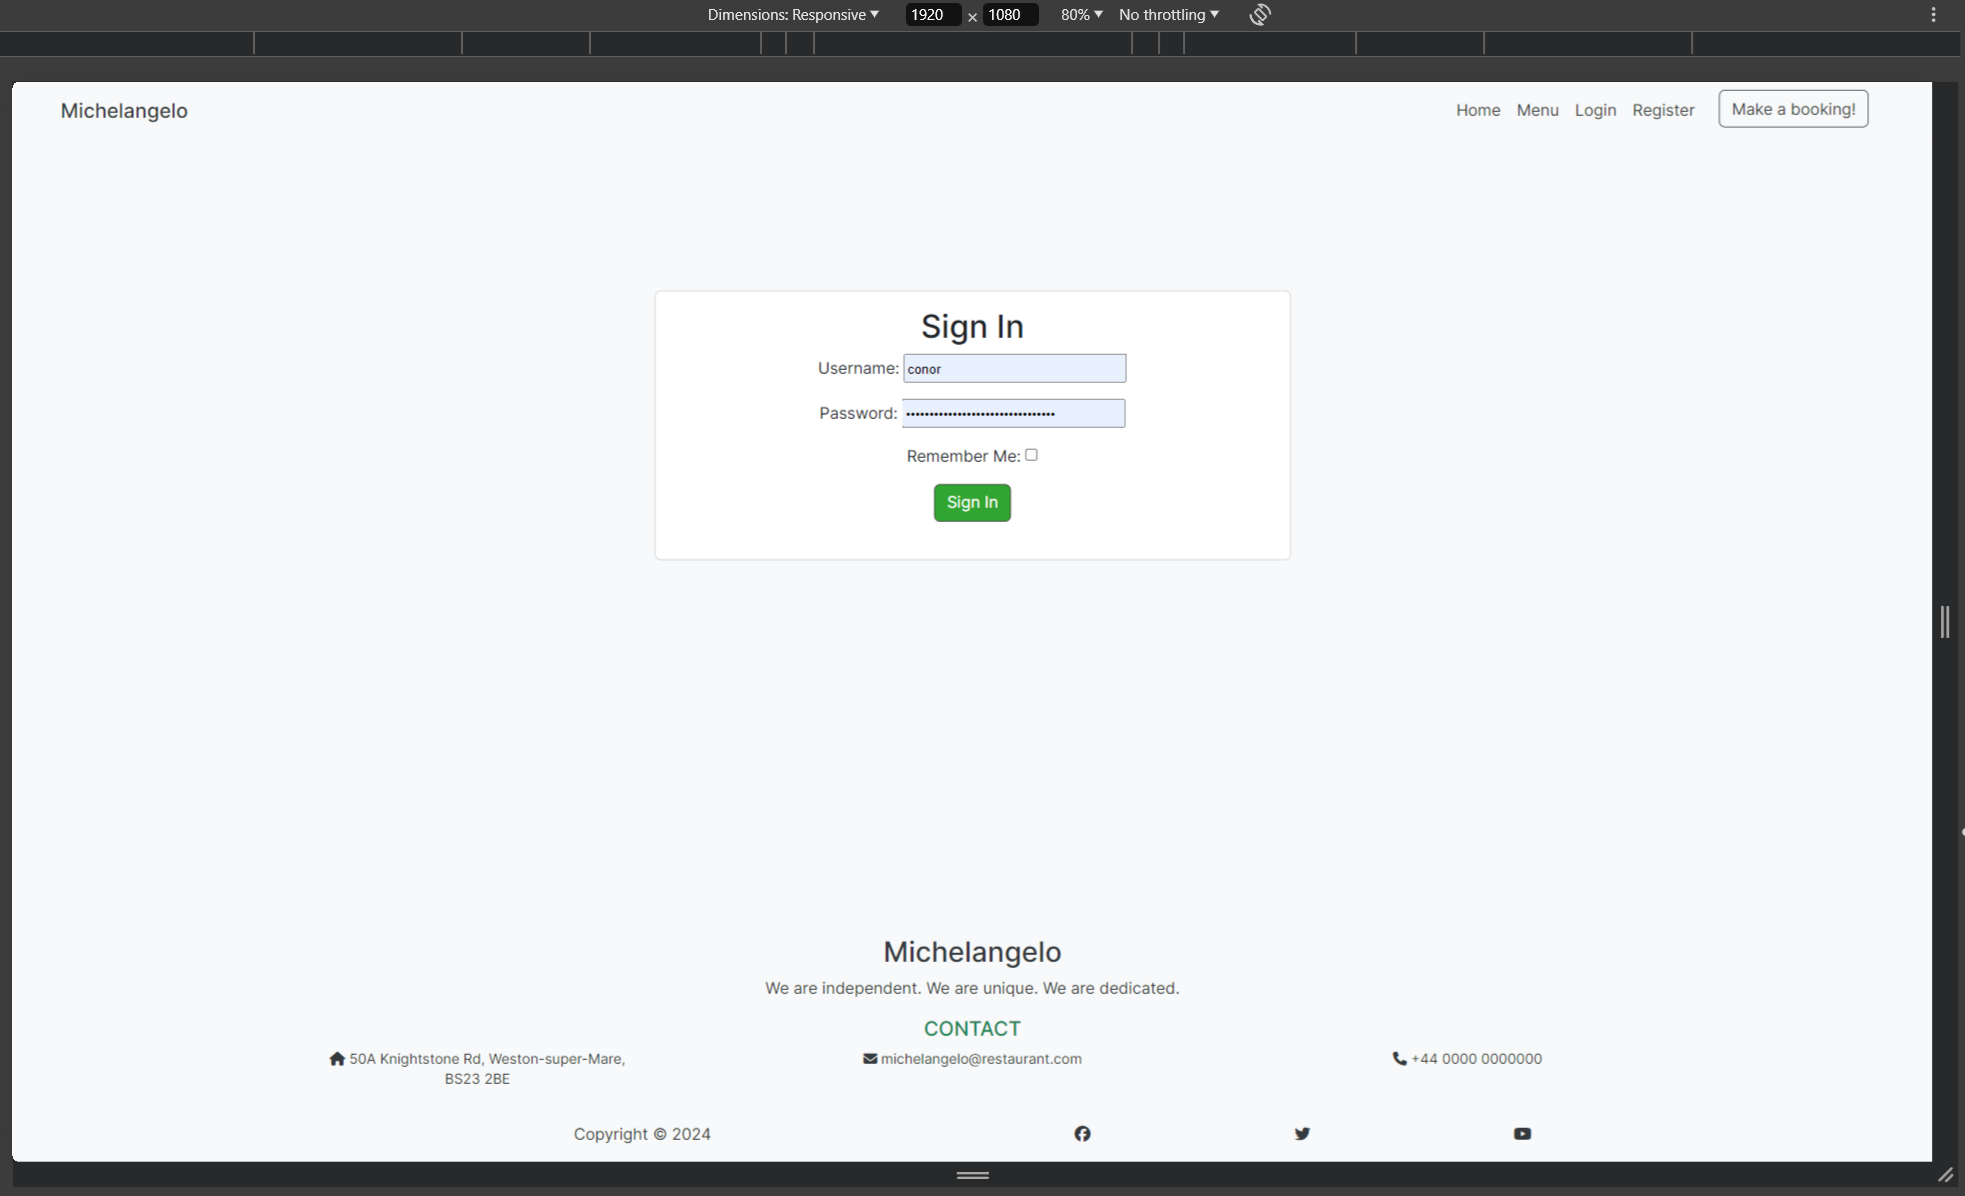 Dimensions: Responsive 1920 × 1080 80% No throttling
Michelangelo Home Menu Login Register Make a booking!
Sign In
Username: conor
Password: ••••••••••••••••••••••••••••••••
Remember Me:
Sign In
Michelangelo
We are independent. We are unique. We are dedicated.
CONTACT
50A Knightstone Rd, Weston-super-Mare, michelangelo@restaurant.com +44 0000 0000000
BS23 2BE
Copyright © 2024